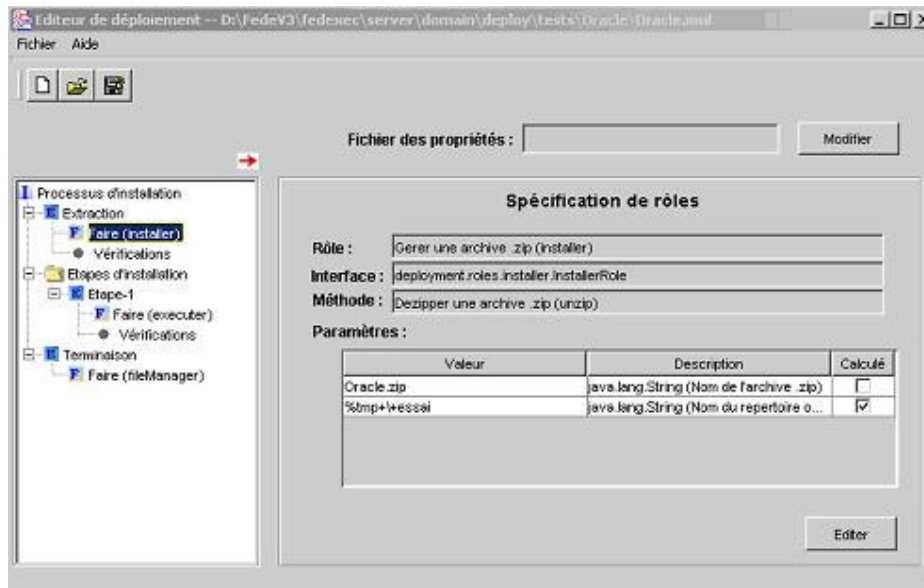 Editeur de déploiement -- D:\FedeV3\fedexec\server\domain\deploy\tests\Oracle\Oracle.xml
Fichier Aide
Fichier des propriétés :
Modifier
Processus d'installation
Extraction
Faire (installer)
Vérifications
Etapes d'installation
Etape-1
Faire (executer)
Vérifications
Terminaison
Faire (fileManager)
Spécification de rôles
Rôle : Gerer une archive .zip (installer)
Interface : deployment.roles.installer.InstallerRole
Méthode : Dezipper une archive .zip (unzip)
Paramètres :
Valeur Description Calculé
Oracle.zip java.lang.String (Nom de l'archive .zip)
%tmp+\+essai java.lang.String (Nom du repertoire o...
Editer